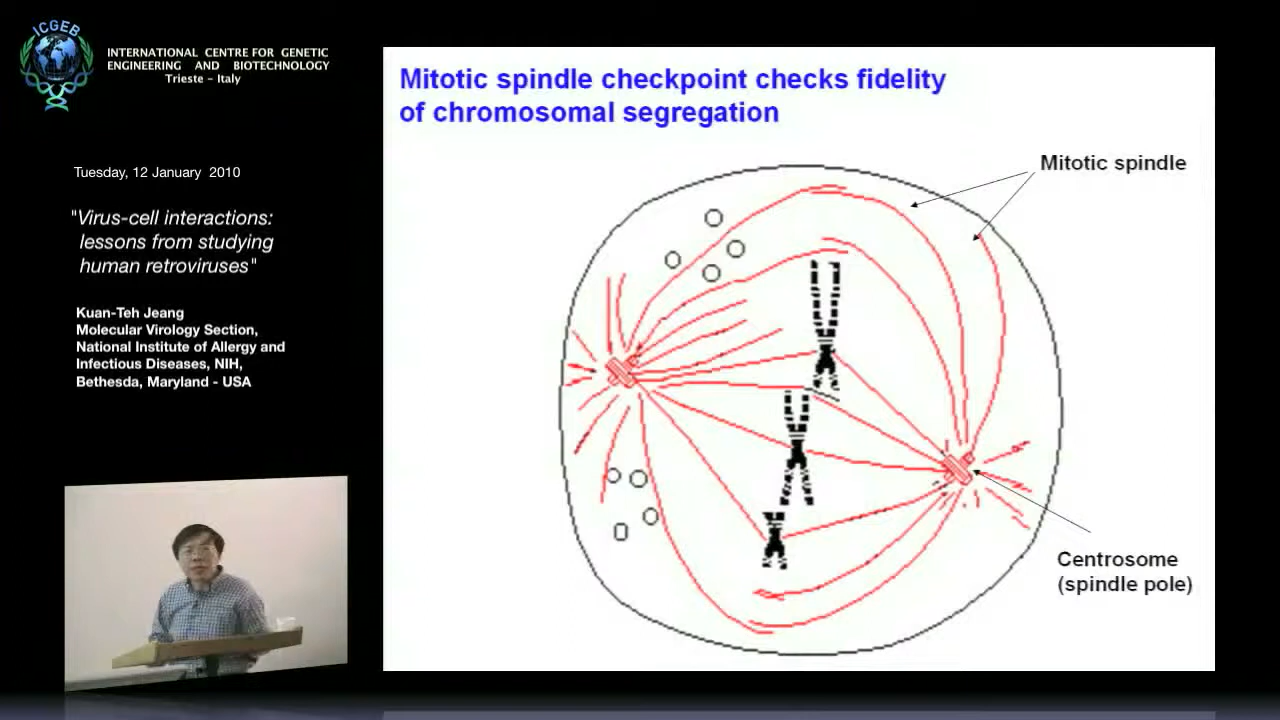 ICGEB
INTERNATIONAL CENTRE FOR GENETIC
ENGINEERING AND BIOTECHNOLOGY
Trieste - Italy
Tuesday, 12 January 2010
"Virus-cell interactions:
lessons from studying
human retroviruses"
Kuan-Teh Jeang
Molecular Virology Section,
National Institute of Allergy and
Infectious Diseases, NIH,
Bethesda, Maryland - USA
Mitotic spindle checkpoint checks fidelity
of chromosomal segregation
Mitotic spindle
Centrosome
(spindle pole)